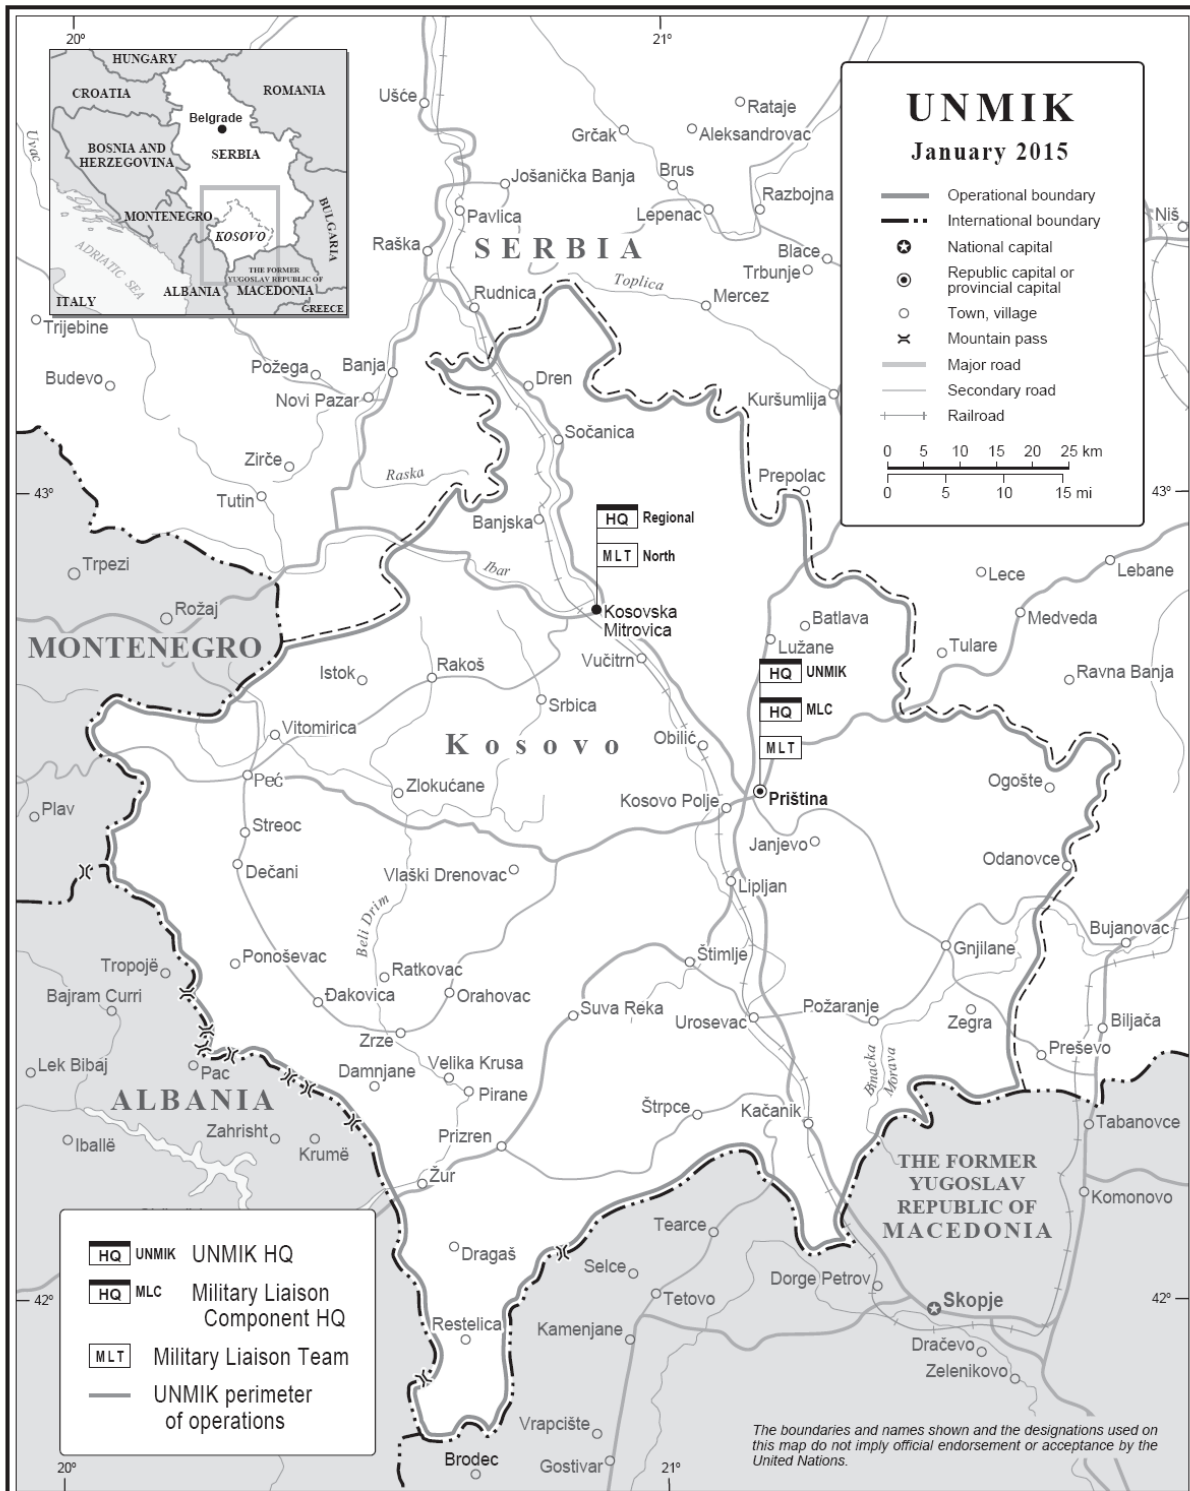 20º
21º
HUNGARY
CROATIA
ROMANIA
Belgrade
BOSNIA AND
HERZEGOVINA
SERBIA
MONTENEGRO
KOSOVO
BULGARIA
ADRIATIC SEA
THE FORMER
YUGOSLAV REPUBLIC OF
ALBANIA
MACEDONIA
ITALY
GREECE
Uvac
UNMIK
January 2015
Operational boundary
International boundary
National capital
Republic capital or
provincial capital
Town, village
Mountain pass
Major road
Secondary road
Railroad
0 5 10 15 20 25 km
0 5 10 15 mi
Ušće
Rataje
Grčak
Aleksandrovac
Jošanička Banja
Brus
Razbojna
Pavlica
Lepenac
Niš
Raška
SERBIA
Blace
Trbunje
Toplica
Rudnica
Mercez
Trijebine
Budevo
Požega
Banja
Dren
Novi Pazar
Kuršumlija
Sočanica
Zirče
Raska
Prepolac
Tutin
43º
43º
Banjska
HQ Regional
MLT North
Ibar
Trpezi
Lece
Lebane
Rožaj
Kosovska
Mitrovica
Batlava
Medveda
MONTENEGRO
Lužane
Tulare
Vučitrn
Istok
Rakoš
HQ UNMIK
Ravna Banja
Srbica
HQ MLC
Vitomirica
Kosovo
Obilić
MLT
Peć
Zlokućane
Ogošte
Plav
Kosovo Polje
Priština
Streoc
Janjevo
Dečani
Vlaški Drenovac
Odanovce
Lipljan
Beli Drim
Bujanovac
Gnjilane
Ponoševac
Štimlje
Tropojë
Ratkovac
Bajram Curri
Đakovica
Orahovac
Suva Reka
Požaranje
Zegra
Urosevac
Biljača
Zrze
Preševo
Velika Krusa
Binacka
Morava
Lek Bibaj
Pac
Damnjane
ALBANIA
Pirane
Štrpce
Kačanik
Tabanovce
Iballë
Zahrisht
Krumë
Prizren
Žur
THE FORMER
YUGOSLAV
REPUBLIC OF
MACEDONIA
Komonovo
Tearce
Dragaš
Selce
Dorge Petrov
Tetovo
Skopje
42º
42º
Restelica
Kamenjane
Dračevo
Zelenikovo
Vrapcište
Brodec
Gostivar
HQ UNMIK UNMIK HQ
HQ MLC Military Liaison
Component HQ
MLT Military Liaison Team
UNMIK perimeter
of operations
The boundaries and names shown and the designations used on
this map do not imply official endorsement or acceptance by the
United Nations.
20º
21º